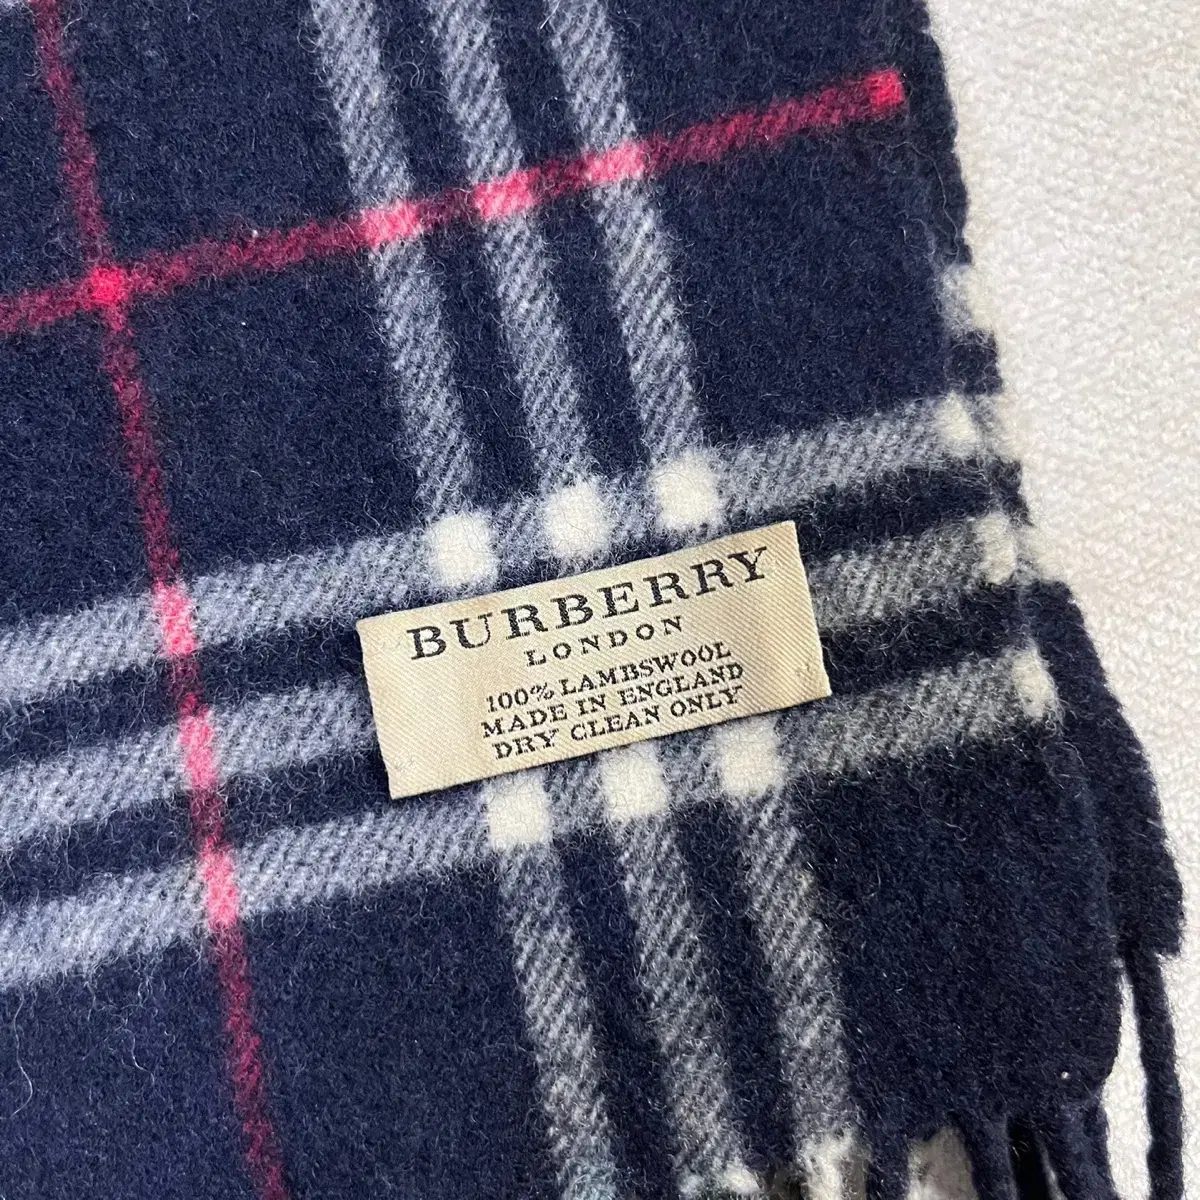 BURBERRY
LONDON
100% LAMBSWOOL
MADE IN ENGLAND
DRY CLEAN ONLY